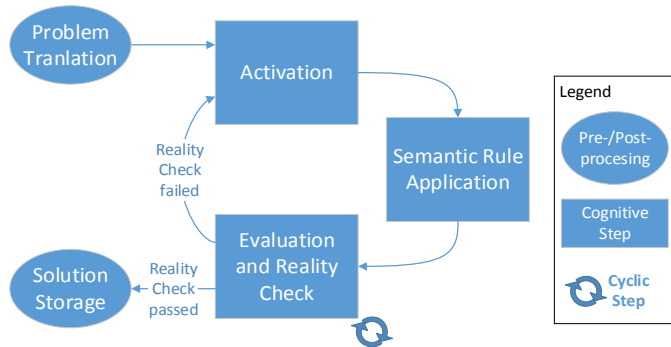 Problem
Tranlation
Activation
Semantic Rule
Application
Reality
Check
failed
Evaluation
and Reality
Check
Reality
Check
passed
Solution
Storage
Legend
Pre-/Post-
procesing
Cognitive
Step
Cyclic
Step